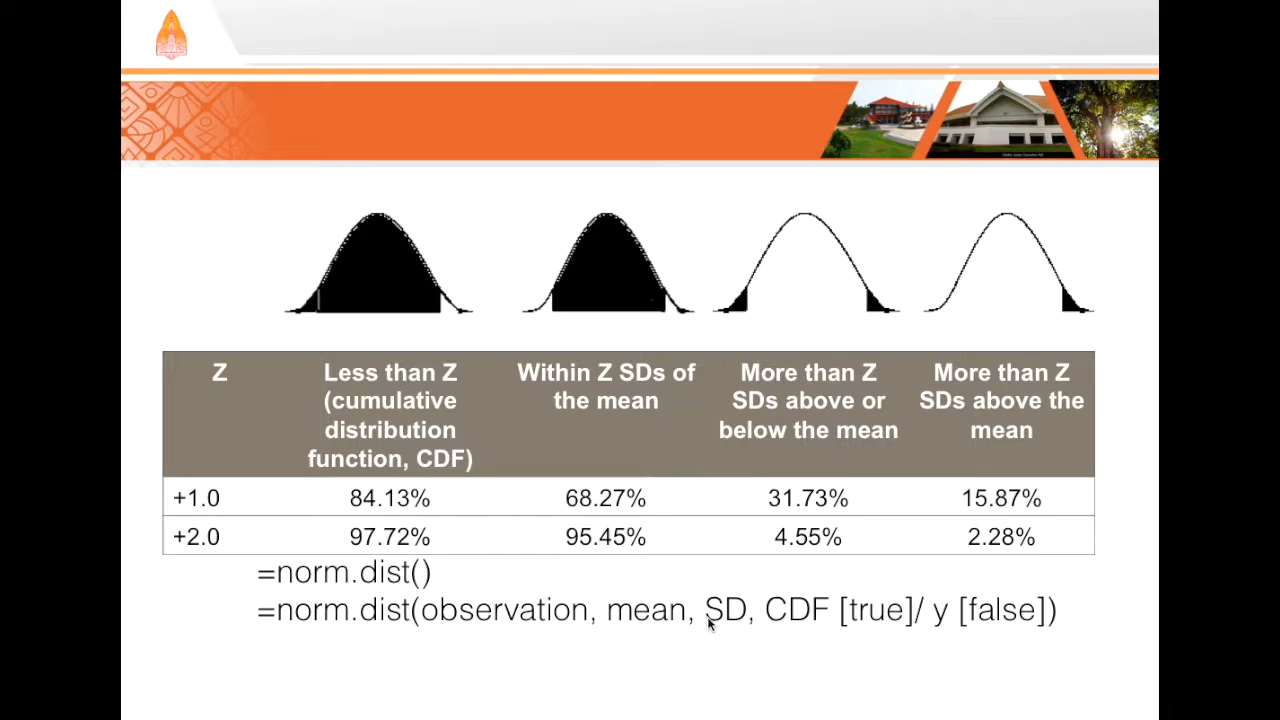 Z
Less than Z
(cumulative
distribution
function, CDF)
Within Z SDs of
the mean
More than Z
SDs above or
below the mean
More than Z
SDs above the
mean
+1.0 84.13% 68.27% 31.73% 15.87%
+2.0 97.72% 95.45% 4.55% 2.28%
=norm.dist()
=norm.dist(observation, mean, SD, CDF [true]/ y [false])